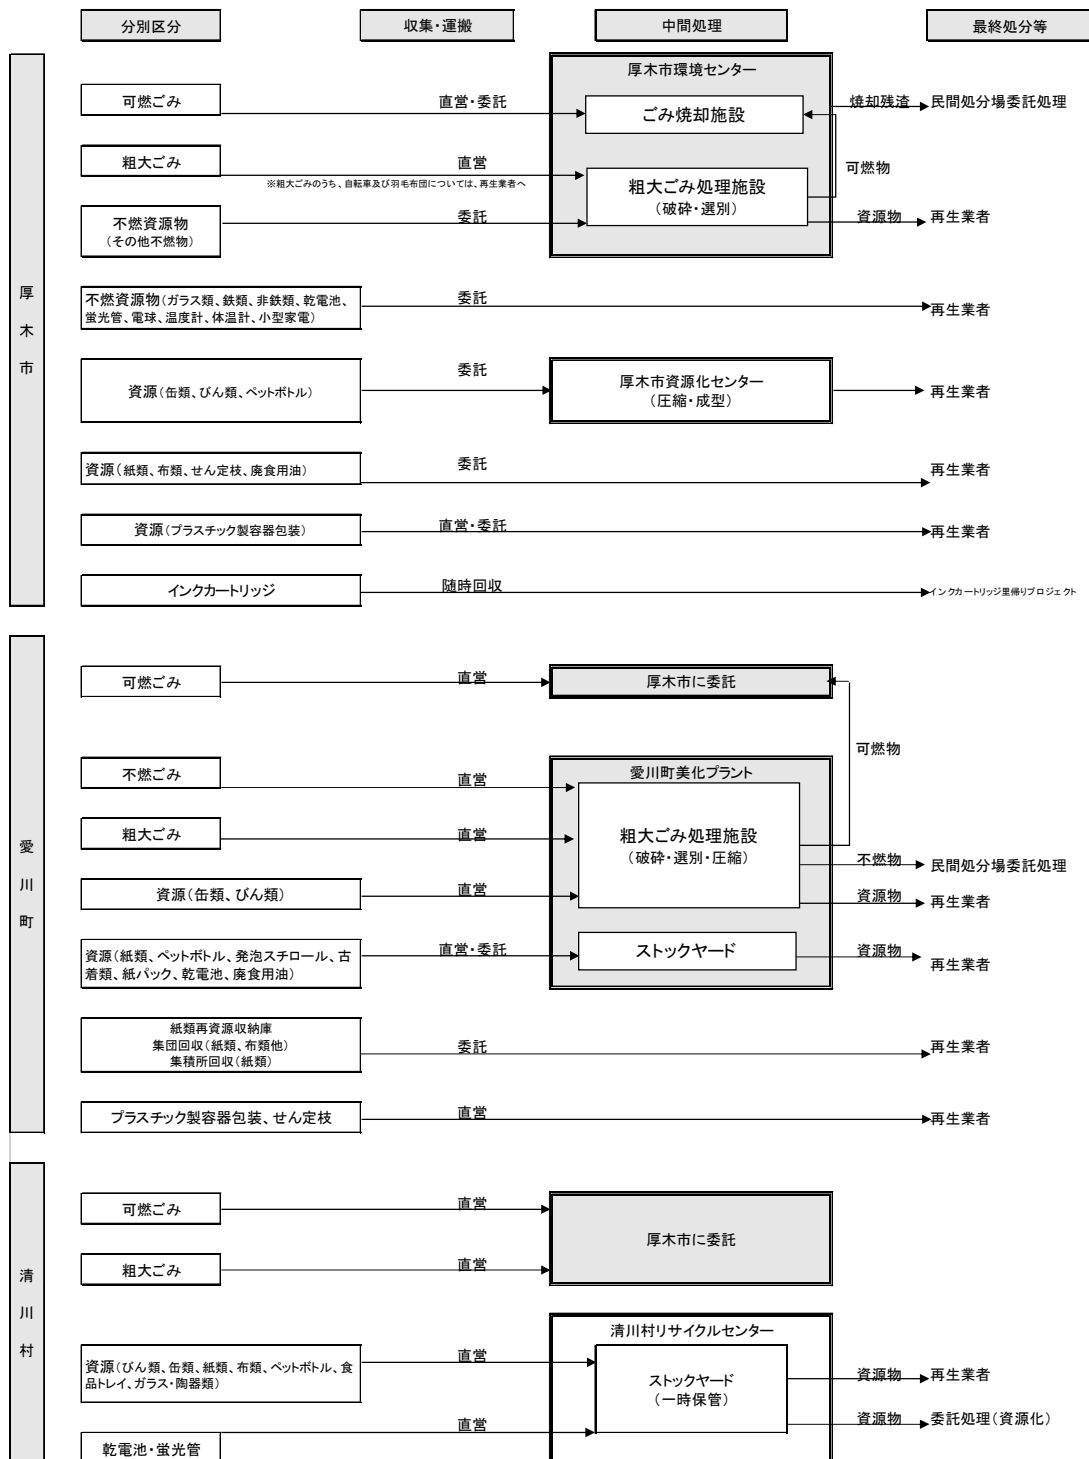 分別区分
収集・運搬
中間処理
最終処分等
厚木市
厚木市環境センター
可燃ごみ
直営・委託
ごみ焼却施設
焼却残渣
民間処分場委託処理
粗大ごみ
直営
※粗大ごみのうち、自転車及び羽毛布団については、再生業者へ
粗大ごみ処理施設
(破砕・選別)
可燃物
不燃資源物
(その他不燃物)
委託
資源物
再生業者
不燃資源物(ガラス類、鉄類、非鉄類、乾電池、
蛍光管、電球、温度計、体温計、小型家電)
委託
再生業者
資源(缶類、びん類、ペットボトル)
委託
厚木市資源化センター
(圧縮・成型)
再生業者
資源(紙類、布類、せん定枝、廃食用油)
委託
再生業者
資源(プラスチック製容器包装)
直営・委託
再生業者
インクカートリッジ
随時回収
インクカートリッジ里帰りプロジェクト
愛川町
可燃ごみ
直営
厚木市に委託
可燃物
不燃ごみ
直営
愛川町美化プラント
粗大ごみ
直営
粗大ごみ処理施設
(破砕・選別・圧縮)
不燃物
民間処分場委託処理
資源(缶類、びん類)
直営
資源物
再生業者
資源(紙類、ペットボトル、発泡スチロール、古
着類、紙パック、乾電池、廃食用油)
直営・委託
ストックヤード
資源物
再生業者
紙類再資源収納庫
集団回収(紙類、布類他)
集積所回収(紙類)
委託
再生業者
プラスチック製容器包装、せん定枝
直営
再生業者
清川村
可燃ごみ
直営
厚木市に委託
粗大ごみ
直営
清川村リサイクルセンター
資源(びん類、缶類、紙類、布類、ペットボトル、食
品トレイ、ガラス・陶器類)
直営
ストックヤード
(一時保管)
資源物
再生業者
乾電池・蛍光管
直営
資源物
委託処理(資源化)